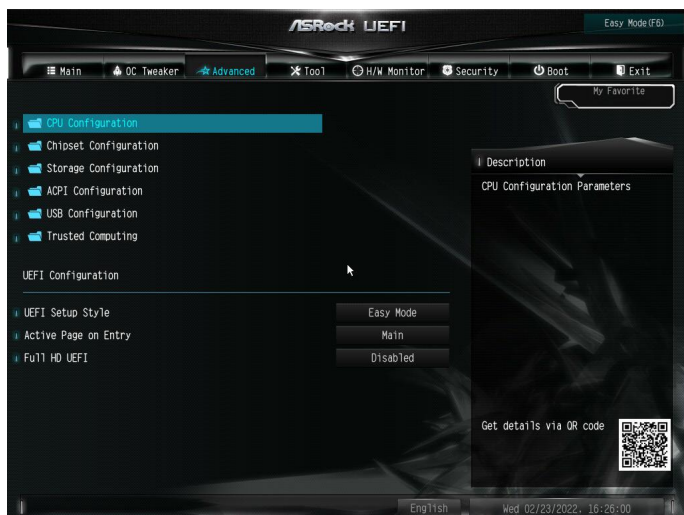 ASRock UEFI
Easy Mode(F6)
Main
OC Tweaker
Advanced
Tool
H/W Monitor
Security
Boot
Exit
My Favorite
CPU Configuration
Chipset Configuration
Storage Configuration
ACPI Configuration
USB Configuration
Trusted Computing
Description
CPU Configuration Parameters
UEFI Configuration
UEFI Setup Style Easy Mode
Active Page on Entry Main
Full HD UEFI Disabled
Get details via QR code
English
Wed 02/23/2022. 16:26:00